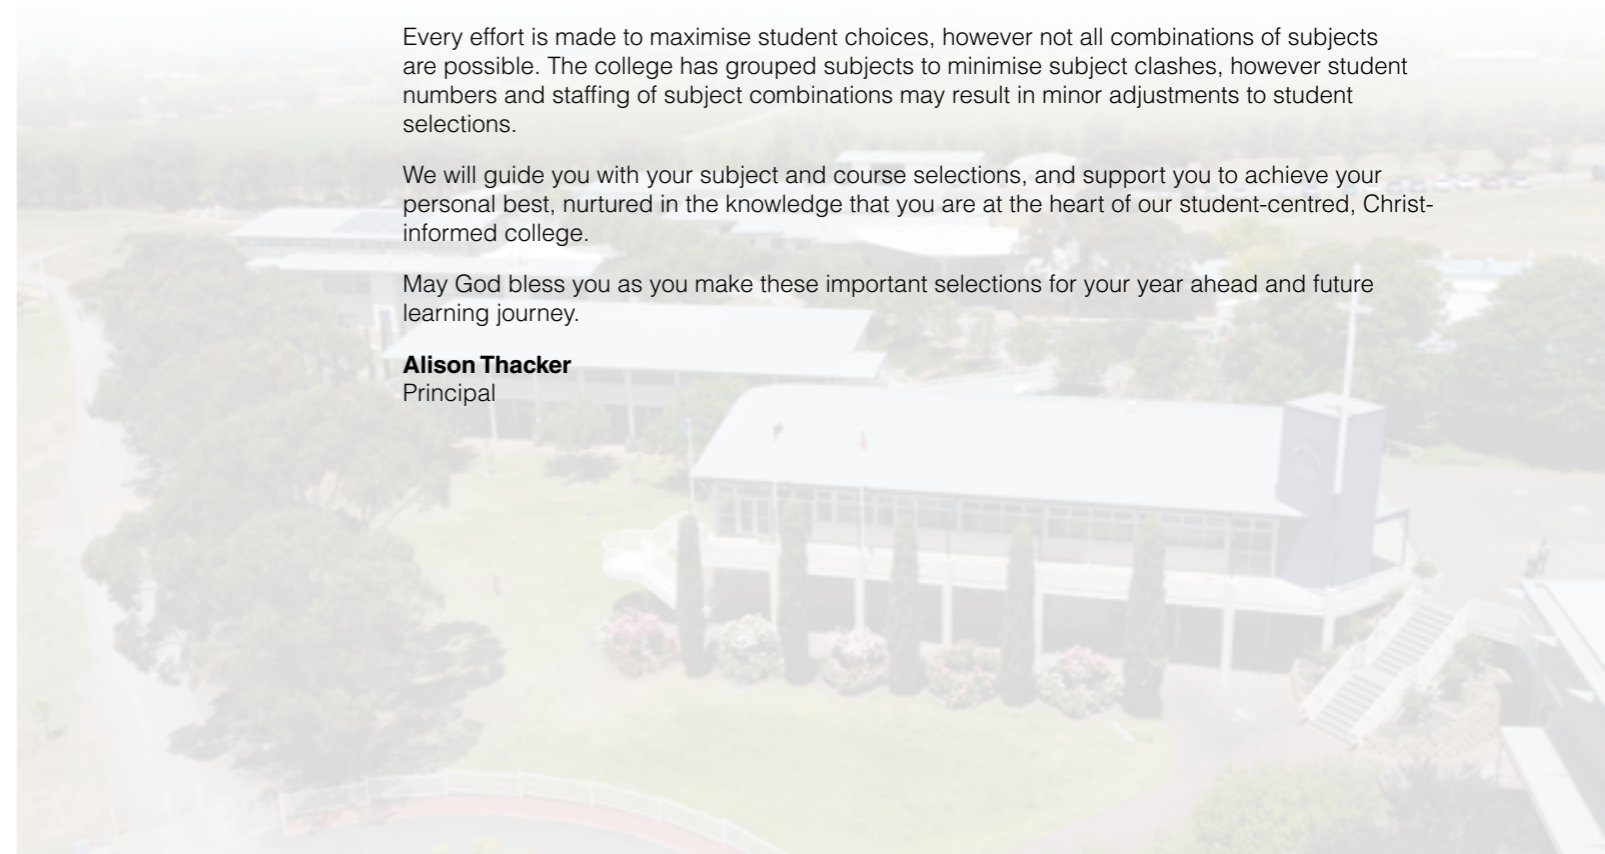 Every effort is made to maximise student choices, however not all combinations of subjects
are possible. The college has grouped subjects to minimise subject clashes, however student
numbers and staffing of subject combinations may result in minor adjustments to student
selections.
We will guide you with your subject and course selections, and support you to achieve your
personal best, nurtured in the knowledge that you are at the heart of our student-centred, Christ-
informed college.
May God bless you as you make these important selections for your year ahead and future
learning journey.
Alison Thacker
Principal